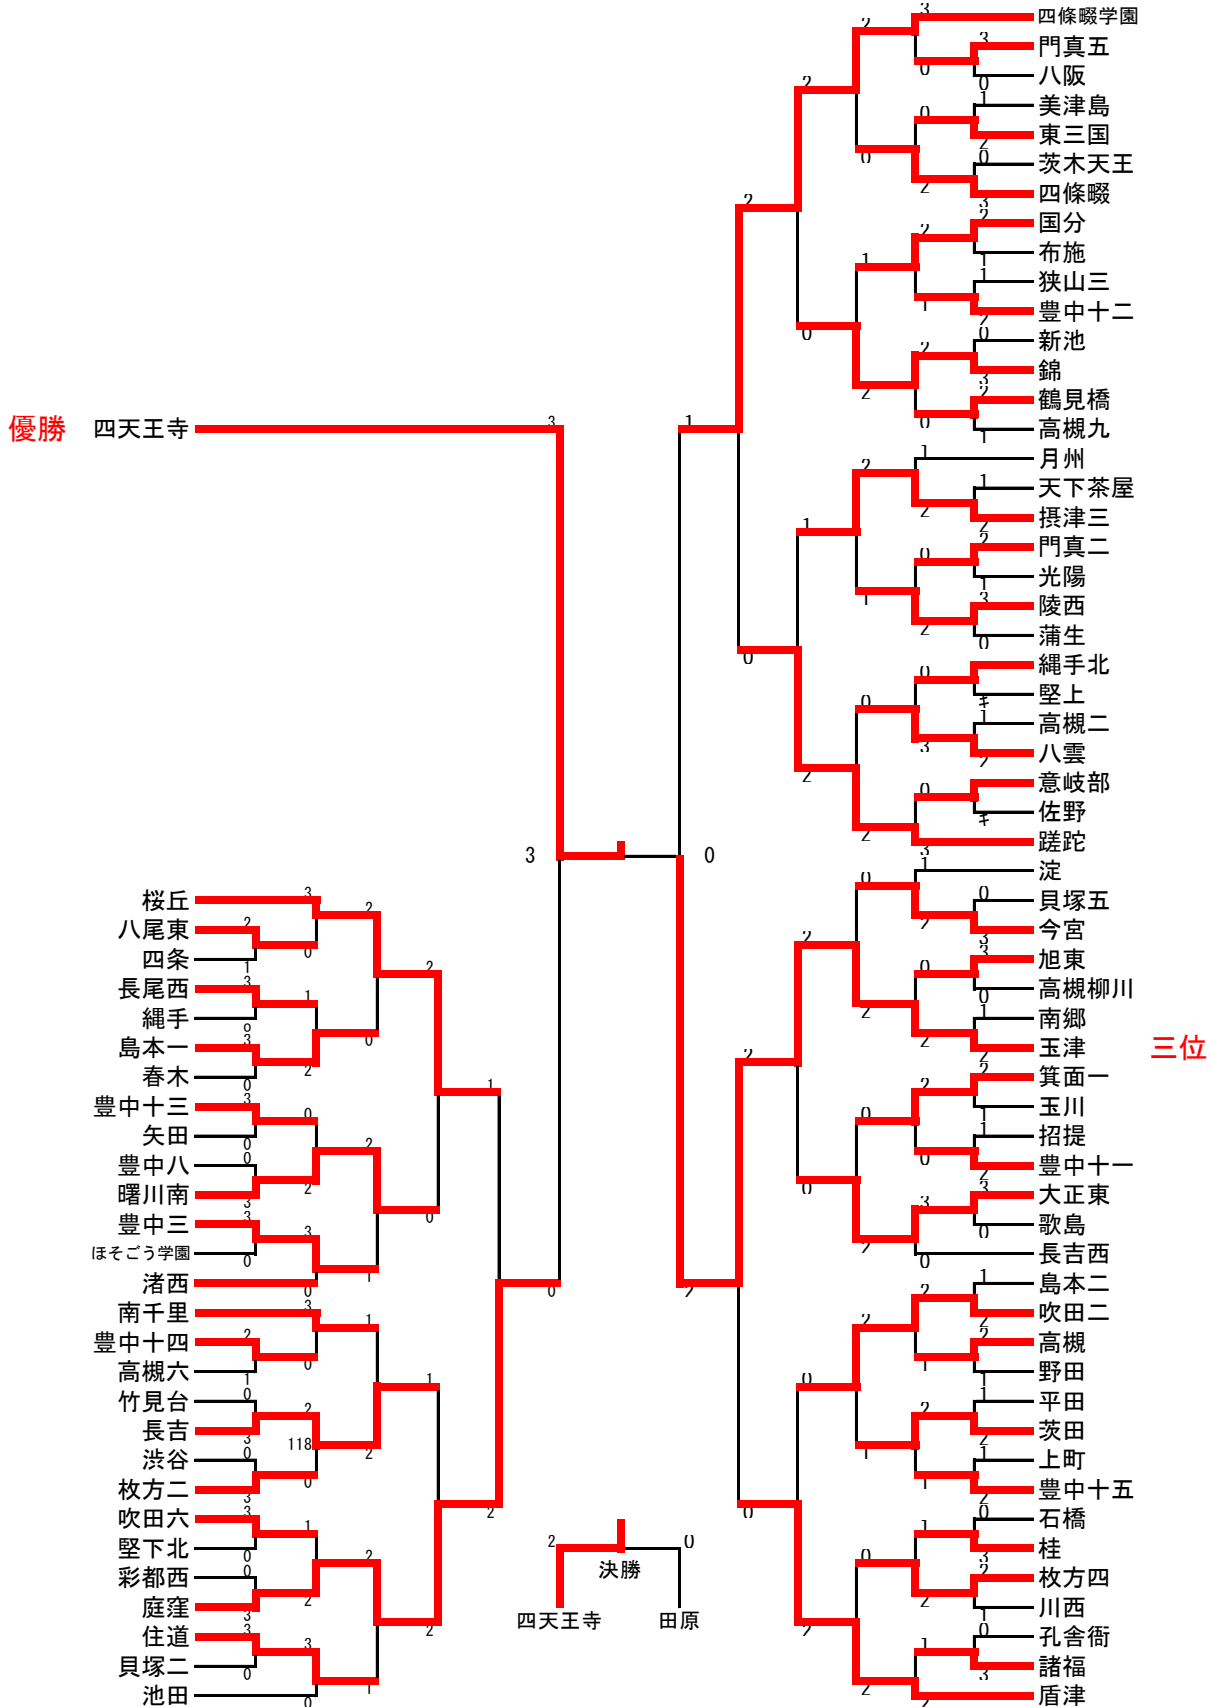 優勝 四天王寺
3
3
0
1
桜丘
八尾東
四条
長尾西
縄手
島本一
春木
豊中十三
矢田
豊中八
曙川南
豊中三
ほそごう学園
渚西
南千里
豊中十四
高槻六
竹見台
長吉
渋谷
枚方二
吹田六
堅下北
彩都西
庭窪
住道
貝塚二
池田
118
2 0
決勝
四天王寺 田原
四條畷学園
門真五
八阪
美津島
東三国
茨木天王
四條畷
国分
布施
狭山三
豊中十二
新池
錦
鶴見橋
高槻九
月州
天下茶屋
摂津三
門真二
光陽
陵西
蒲生
縄手北
堅上
高槻二
八雲
意岐部
佐野
蹉跎
淀
貝塚五
今宮
旭東
高槻柳川
南郷
玉津
三位
箕面一
玉川
招提
豊中十一
大正東
歌島
長吉西
島本二
吹田二
高槻
野田
平田
茨田
上町
豊中十五
石橋
桂
枚方四
川西
孔舎衙
諸福
盾津